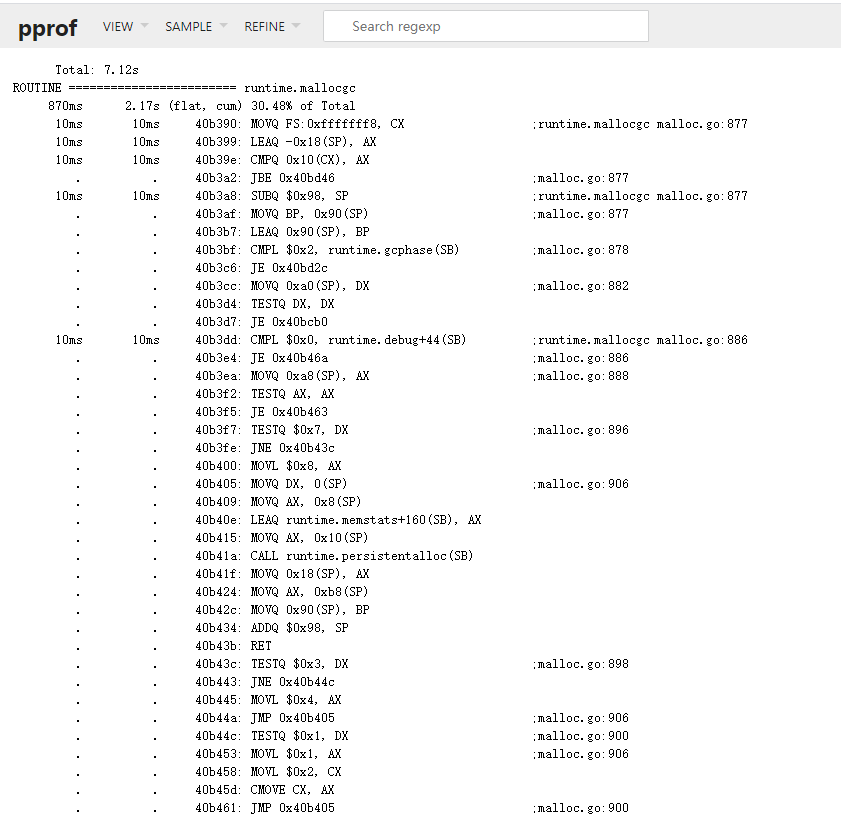 pprof VIEW SAMPLE REFINE Search regexp
Total: 7.12s
ROUTINE ======================== runtime.mallocgc
870ms 2.17s (flat, cum) 30.48% of Total
10ms 10ms 40b390: MOVQ FS:0xfffffff8, CX ;runtime.mallocgc malloc.go:877
10ms 10ms 40b399: LEAQ -0x18(SP), AX
10ms 10ms 40b39e: CMPQ 0x10(CX), AX
. . 40b3a2: JBE 0x40bd46 ;malloc.go:877
10ms 10ms 40b3a8: SUBQ $0x98, SP ;runtime.mallocgc malloc.go:877
. . 40b3af: MOVQ BP, 0x90(SP) ;malloc.go:877
. . 40b3b7: LEAQ 0x90(SP), BP
. . 40b3bf: CMPL $0x2, runtime.gcphase(SB) ;malloc.go:878
. . 40b3c6: JE 0x40bd2c
. . 40b3cc: MOVQ 0xa0(SP), DX ;malloc.go:882
. . 40b3d4: TESTQ DX, DX
. . 40b3d7: JE 0x40bcb0
10ms 10ms 40b3dd: CMPL $0x0, runtime.debug+44(SB) ;runtime.mallocgc malloc.go:886
. . 40b3e4: JE 0x40b46a ;malloc.go:886
. . 40b3ea: MOVQ 0xa8(SP), AX ;malloc.go:888
. . 40b3f2: TESTQ AX, AX
. . 40b3f5: JE 0x40b463
. . 40b3f7: TESTQ $0x7, DX ;malloc.go:896
. . 40b3fe: JNE 0x40b43c
. . 40b400: MOVL $0x8, AX
. . 40b405: MOVQ DX, 0(SP) ;malloc.go:906
. . 40b409: MOVQ AX, 0x8(SP)
. . 40b40e: LEAQ runtime.memstats+160(SB), AX
. . 40b415: MOVQ AX, 0x10(SP)
. . 40b41a: CALL runtime.persistentalloc(SB)
. . 40b41f: MOVQ 0x18(SP), AX
. . 40b424: MOVQ AX, 0xb8(SP)
. . 40b42c: MOVQ 0x90(SP), BP
. . 40b434: ADDQ $0x98, SP
. . 40b43b: RET
. . 40b43c: TESTQ $0x3, DX ;malloc.go:898
. . 40b443: JNE 0x40b44c
. . 40b445: MOVL $0x4, AX
. . 40b44a: JMP 0x40b405 ;malloc.go:906
. . 40b44c: TESTQ $0x1, DX ;malloc.go:900
. . 40b453: MOVL $0x1, AX ;malloc.go:906
. . 40b458: MOVL $0x2, CX
. . 40b45d: CMOVE CX, AX
. . 40b461: JMP 0x40b405 ;malloc.go:900